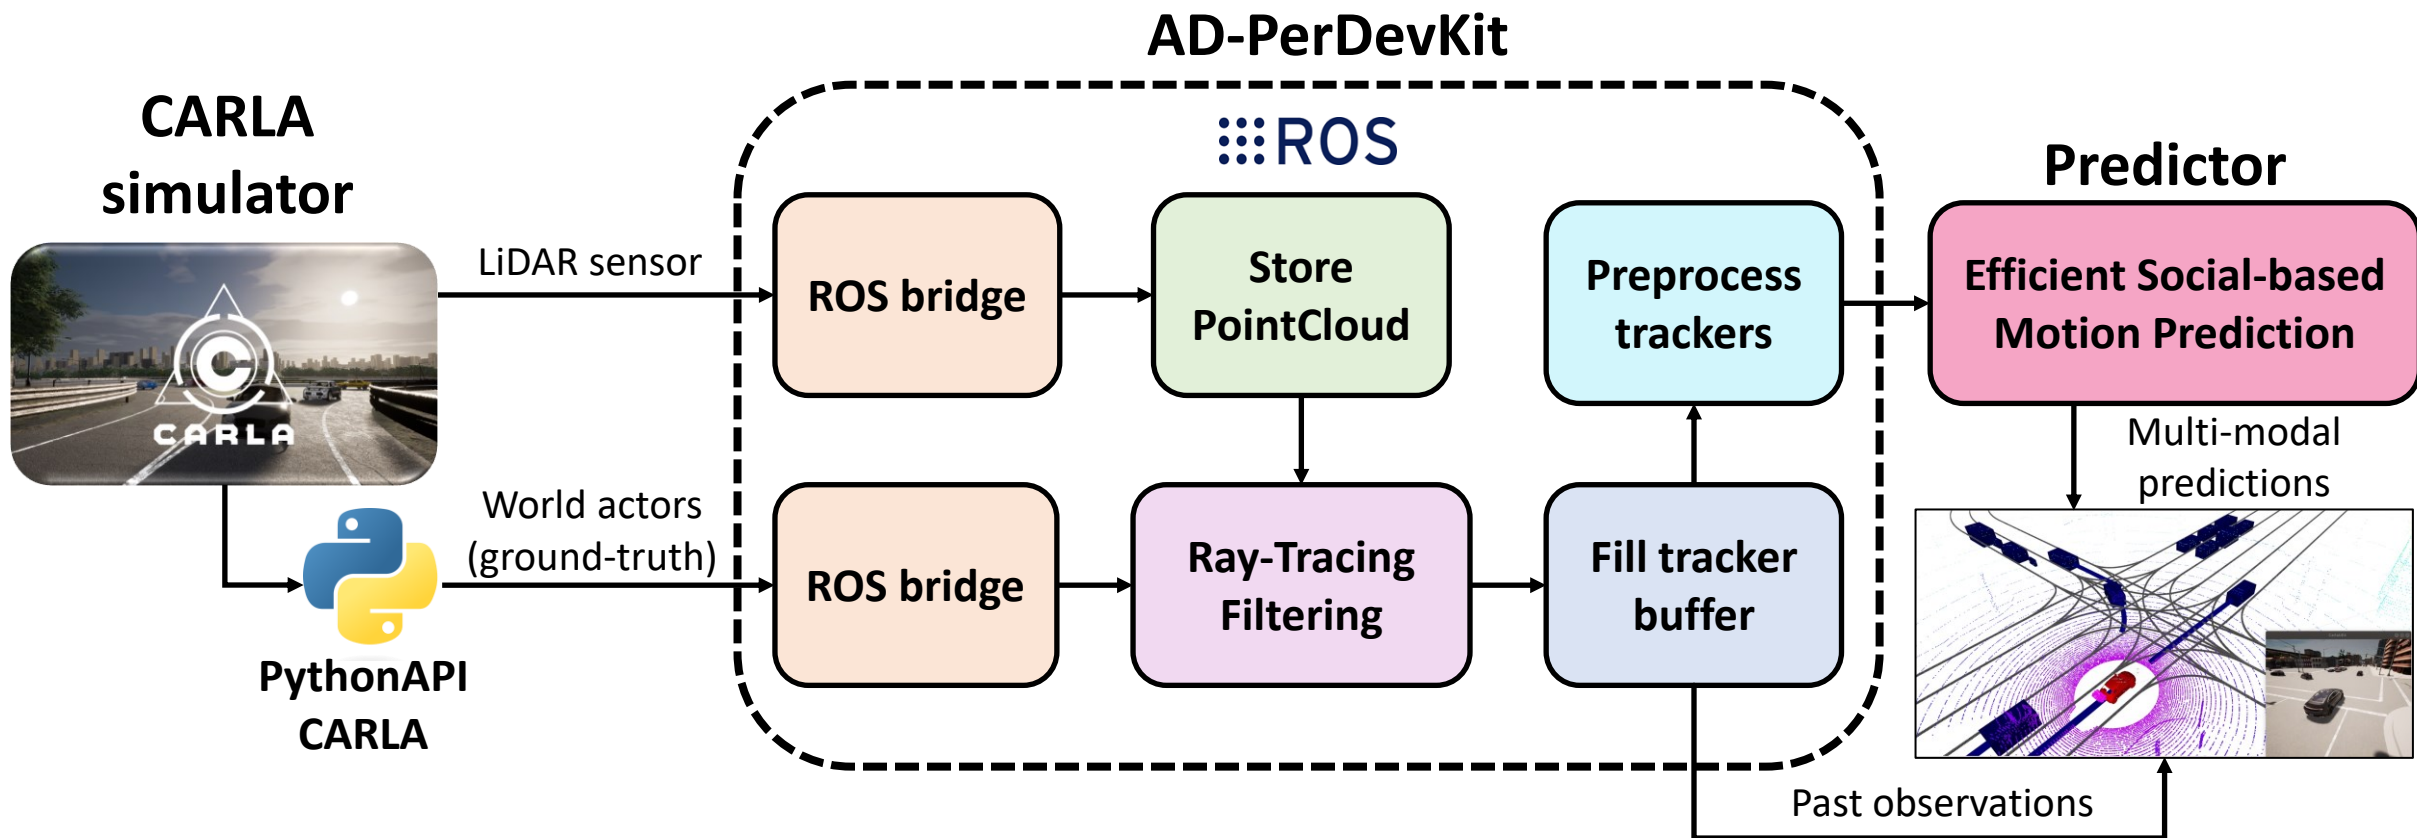 AD-PerDevKit
CARLA
simulator
ROS
Predictor
CARLA
LiDAR sensor
ROS bridge
Store
PointCloud
Preprocess
trackers
Efficient Social-based
Motion Prediction
Multi-modal
predictions
World actors
(ground-truth)
ROS bridge
Ray-Tracing
Filtering
Fill tracker
buffer
PythonAPI
CARLA
Past observations